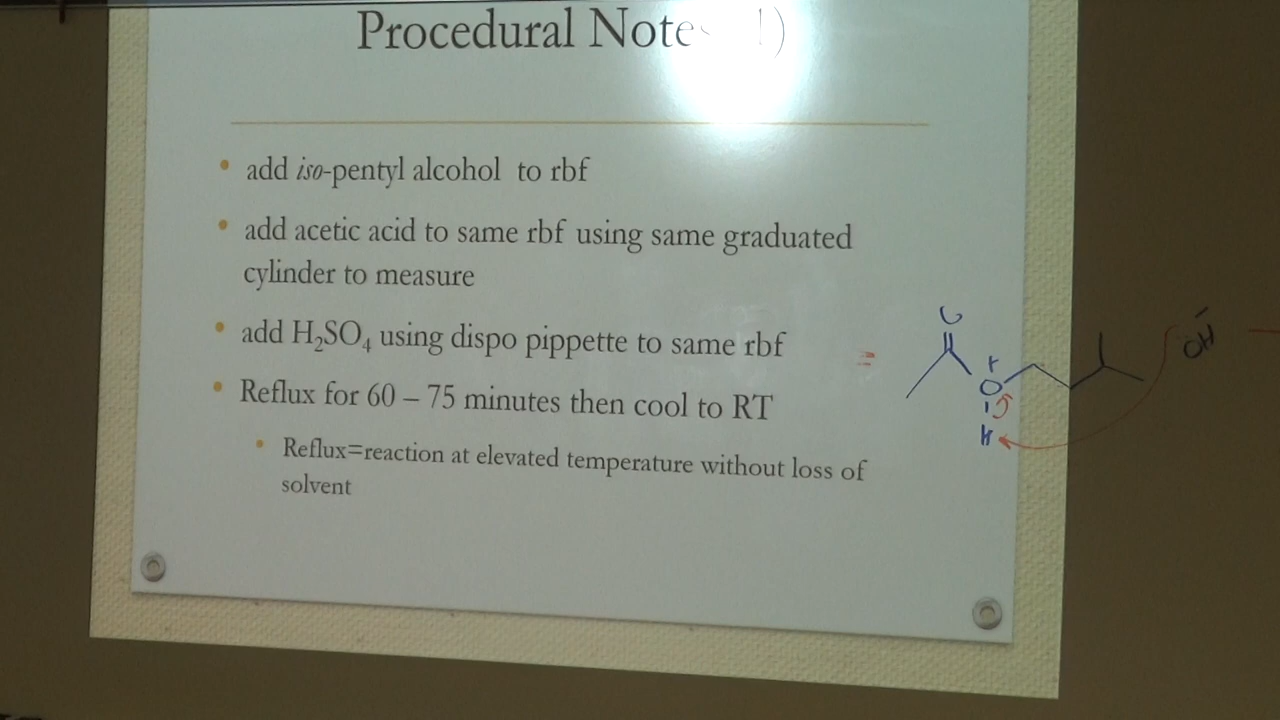 Procedural Note 1)
• add iso-pentyl alcohol to rbf
• add acetic acid to same rbf using same graduated
cylinder to measure
• add H₂SO₄ using dispo pippette to same rbf
• Reflux for 60 – 75 minutes then cool to RT
• Reflux=reaction at elevated temperature without loss of
solvent
=
O
+
O
H
OH
-